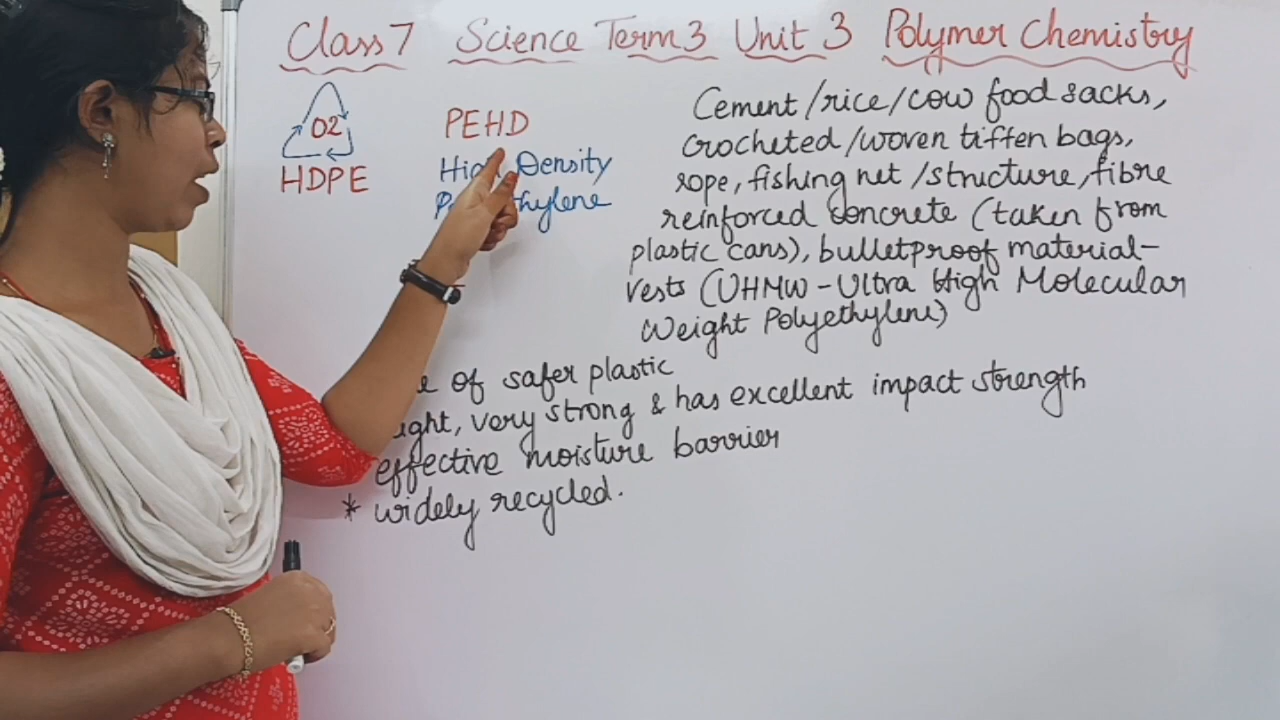 Class 7 Science Term 3 Unit 3 Polymer Chemistry
02
HDPE
PEHD
High Density
thylene
Cement/rice/cow food sacks,
crocheted/woven tiffen bags,
rope, fishing net/structure, fibre
reinforced concrete (taken from
plastic cans), bulletproof material-
vests (UHMW-Ultra High Molecular
Weight Polyethylene)
of safer plastic
very strong & has excellent impact strength
effective moisture barrier
* widely recycled.